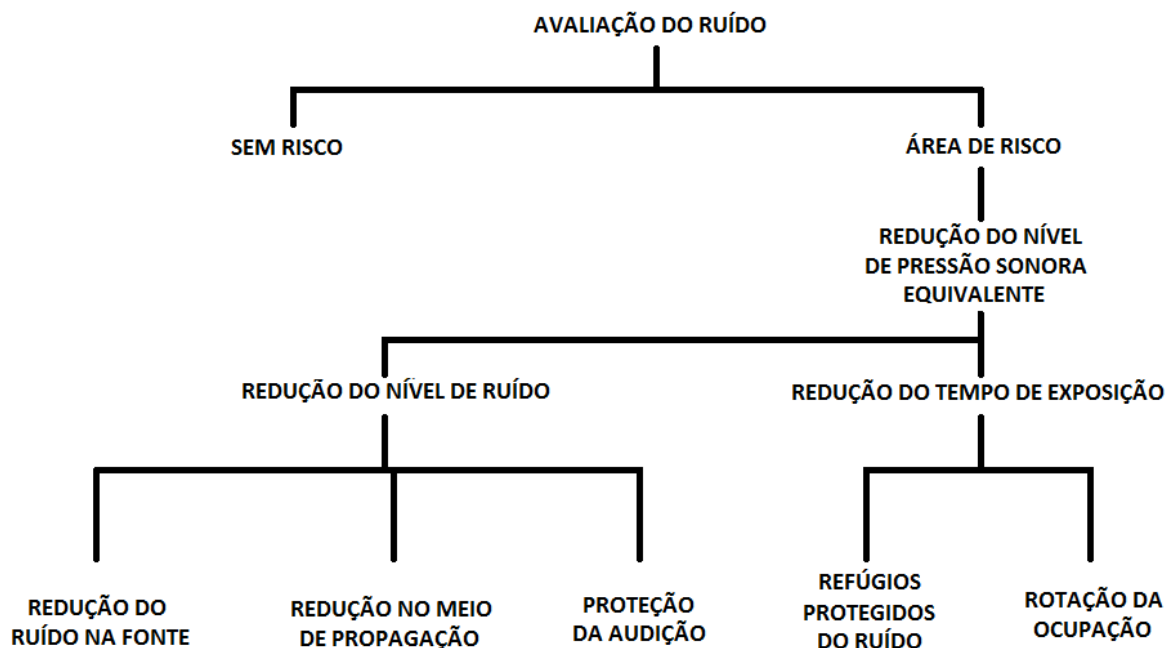 AVALIAÇÃO DO RUÍDO
SEM RISCO
ÁREA DE RISCO
REDUÇÃO DO NÍVEL
DE PRESSÃO SONORA
EQUIVALENTE
REDUÇÃO DO NÍVEL DE RUÍDO
REDUÇÃO DO TEMPO DE EXPOSIÇÃO
REDUÇÃO DO
RUÍDO NA FONTE
REDUÇÃO NO MEIO
DE PROPAGAÇÃO
PROTEÇÃO
DA AUDIÇÃO
REFÚGIOS
PROTEGIDOS
DO RUÍDO
ROTAÇÃO DA
OCUPAÇÃO